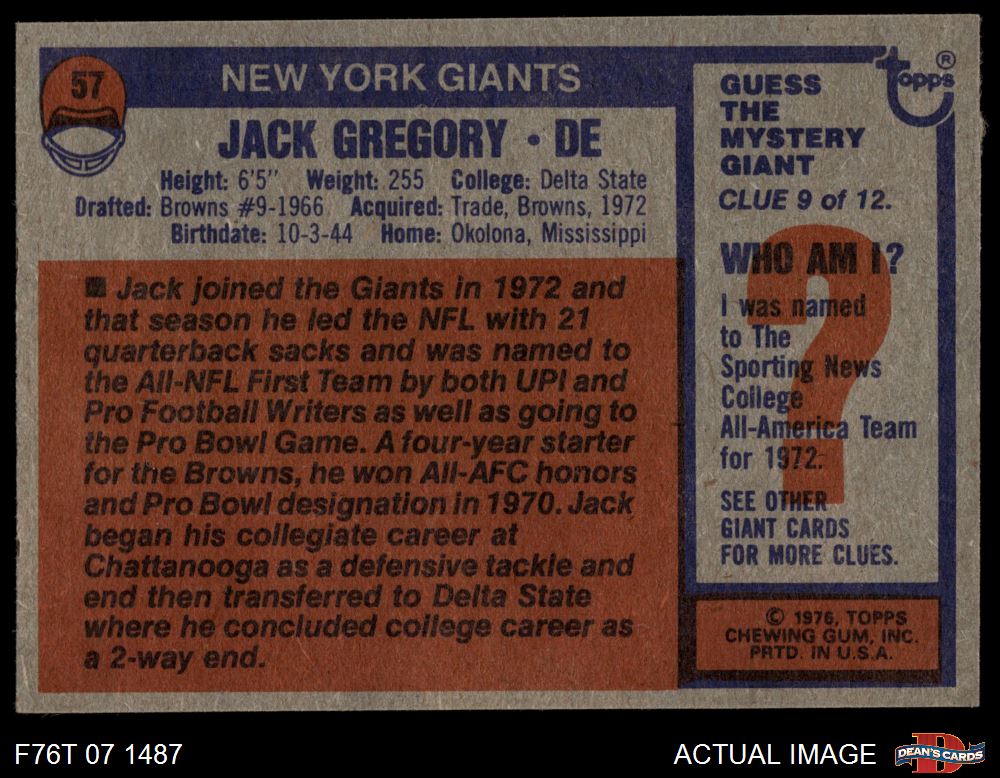 57
NEW YORK GIANTS
JACK GREGORY · DE
Height: 6'5" Weight: 255 College: Delta State
Drafted: Browns #9-1966 Acquired: Trade, Browns, 1972
Birthdate: 10-3-44 Home: Okolona, Mississippi
■ Jack joined the Giants in 1972 and
that season he led the NFL with 21
quarterback sacks and was named to
the All-NFL First Team by both UPI and
Pro Football Writers as well as going to
the Pro Bowl Game. A four-year starter
for the Browns, he won All-AFC honors
and Pro Bowl designation in 1970. Jack
began his collegiate career at
Chattanooga as a defensive tackle and
end then transferred to Delta State
where he concluded college career as
a 2-way end.
topps®
GUESS
THE
MYSTERY
GIANT
CLUE 9 of 12.
?
WHO AM I?
I was named
to The
Sporting News
College
All-America Team
for 1972.
SEE OTHER
GIANT CARDS
FOR MORE CLUES.
© 1976, TOPPS
CHEWING GUM, INC.
PRTD. IN U.S.A.
F76T 07 1487
ACTUAL IMAGE
D
DEAN'S CARDS